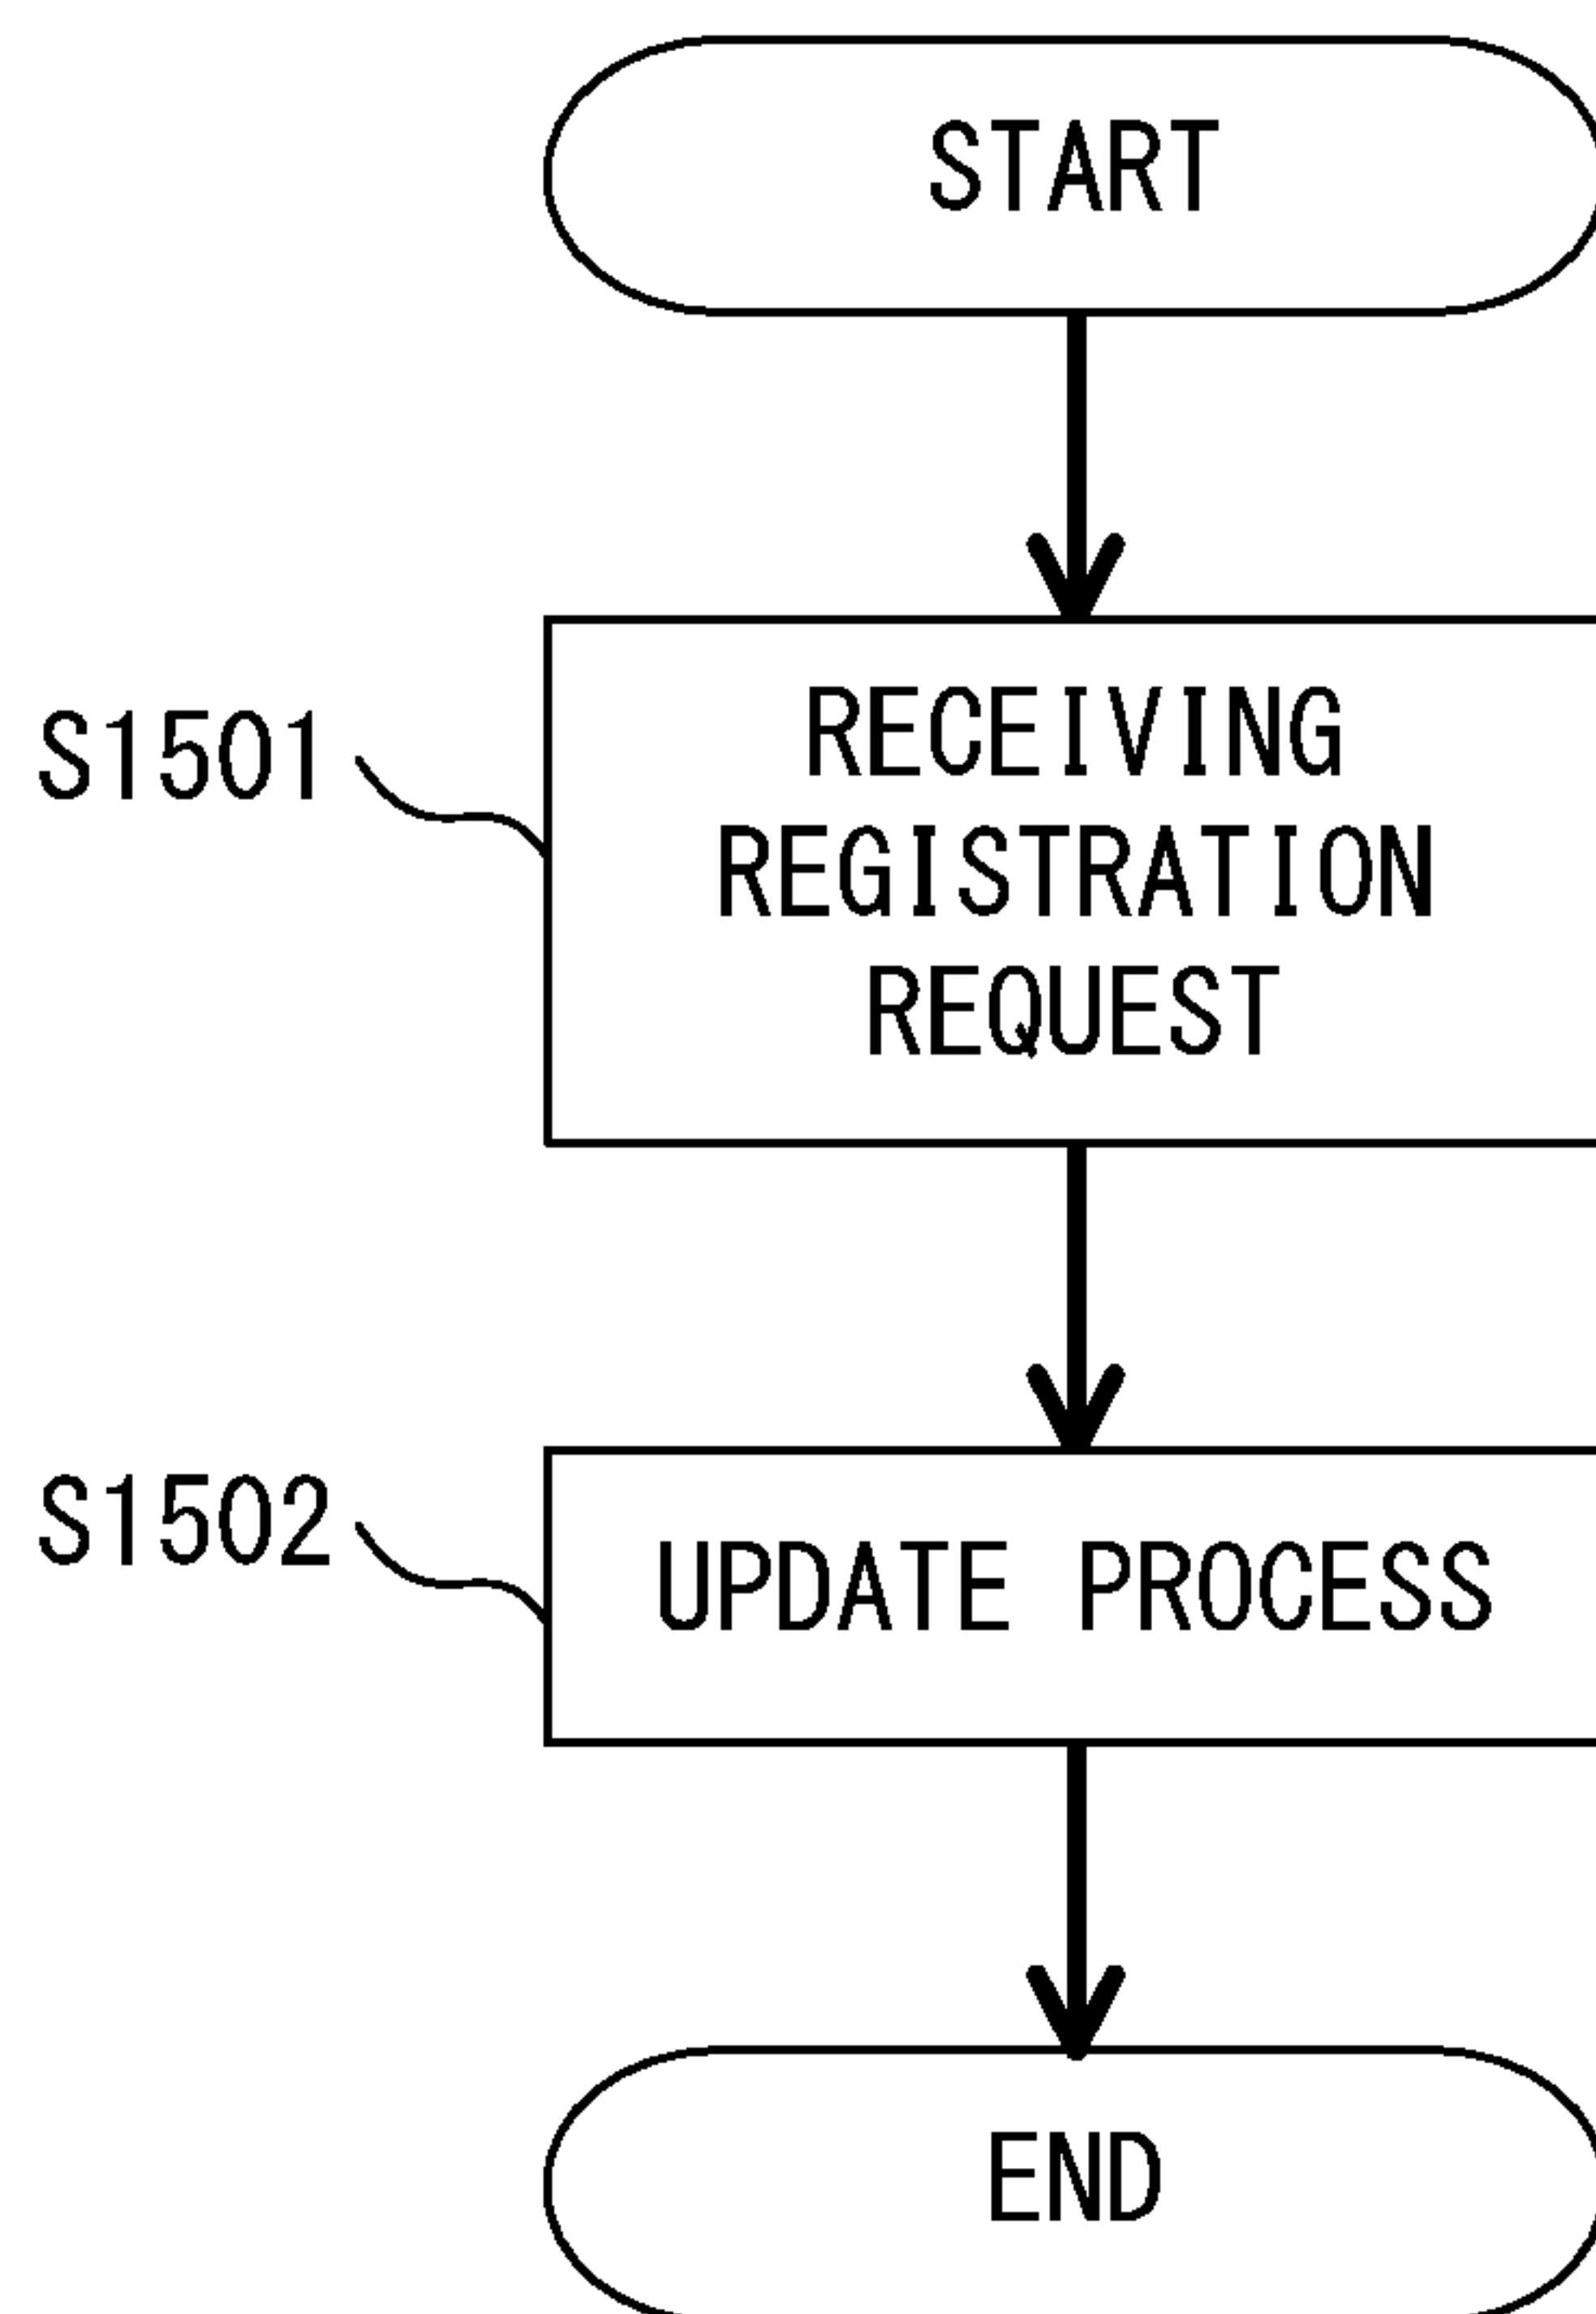 START
S1501
RECEIVING
REGISTRATION
REQUEST
S1502
UPDATE PROCESS
END